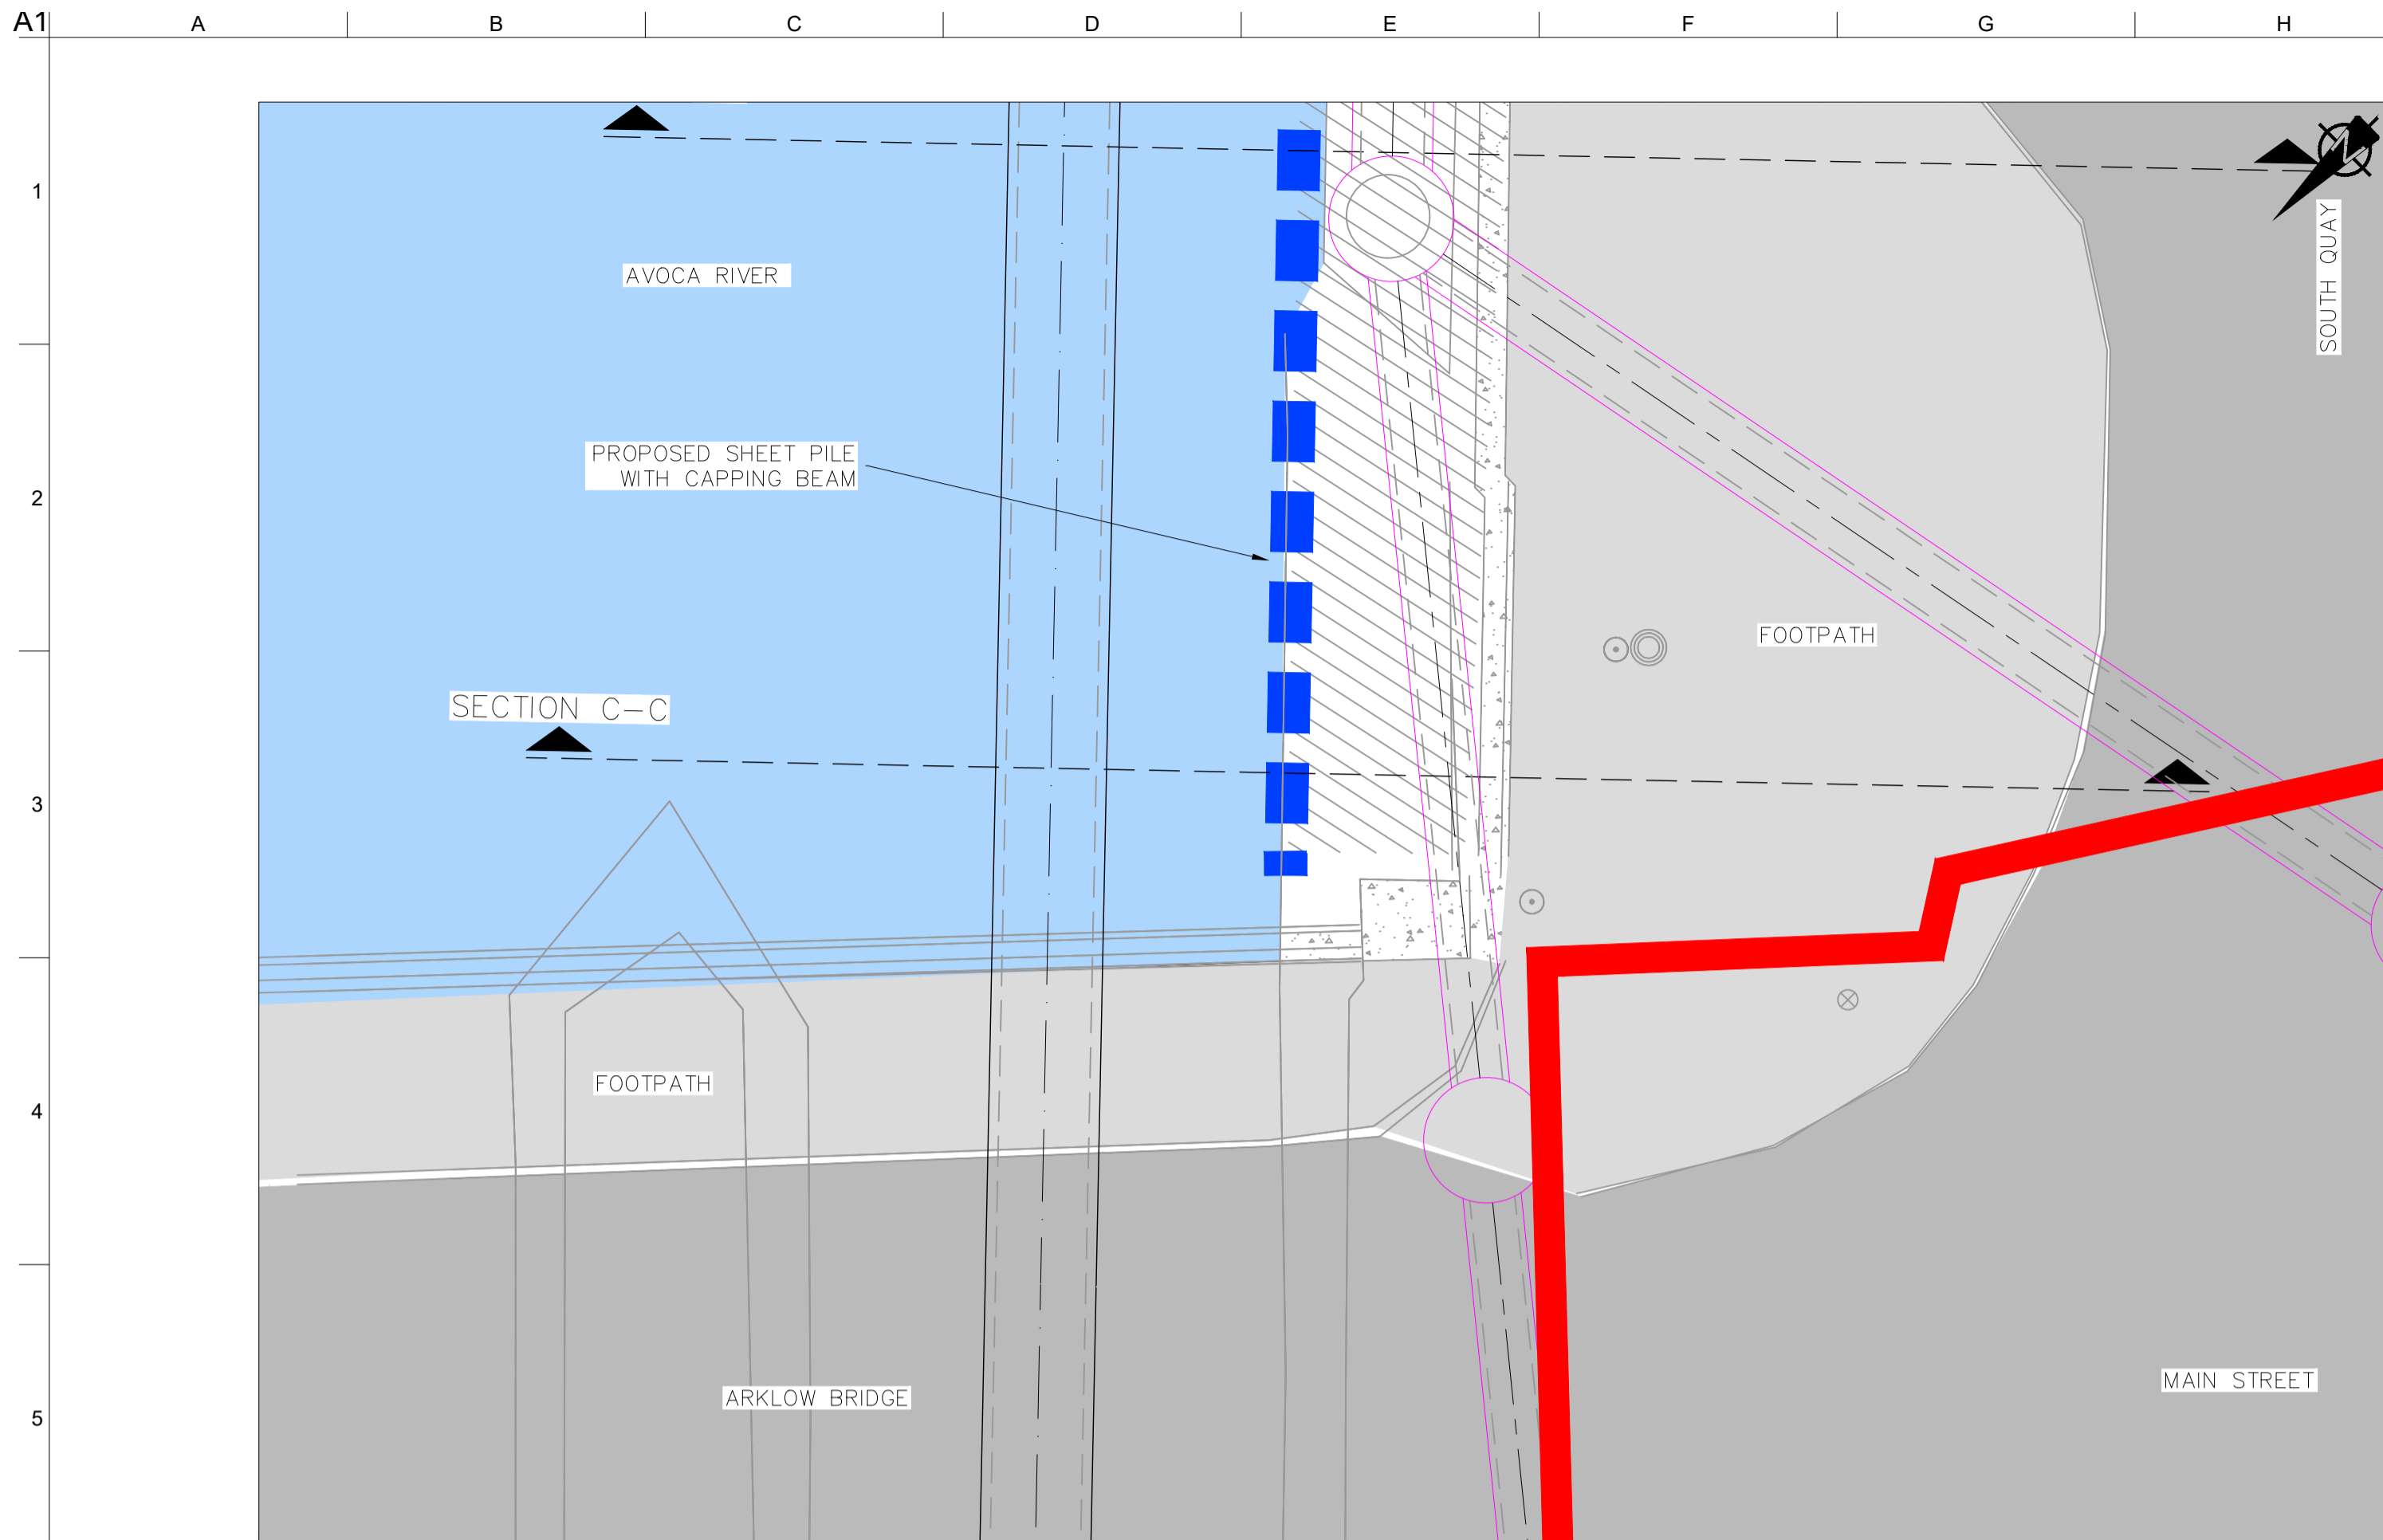 A1
A B C D E F G H
1
AVOCA RIVER
SOUTH QUAY
PROPOSED SHEET PILE
WITH CAPPING BEAM
2
FOOTPATH
SECTION C-C
3
FOOTPATH
4
ARKLOW BRIDGE
MAIN STREET
5